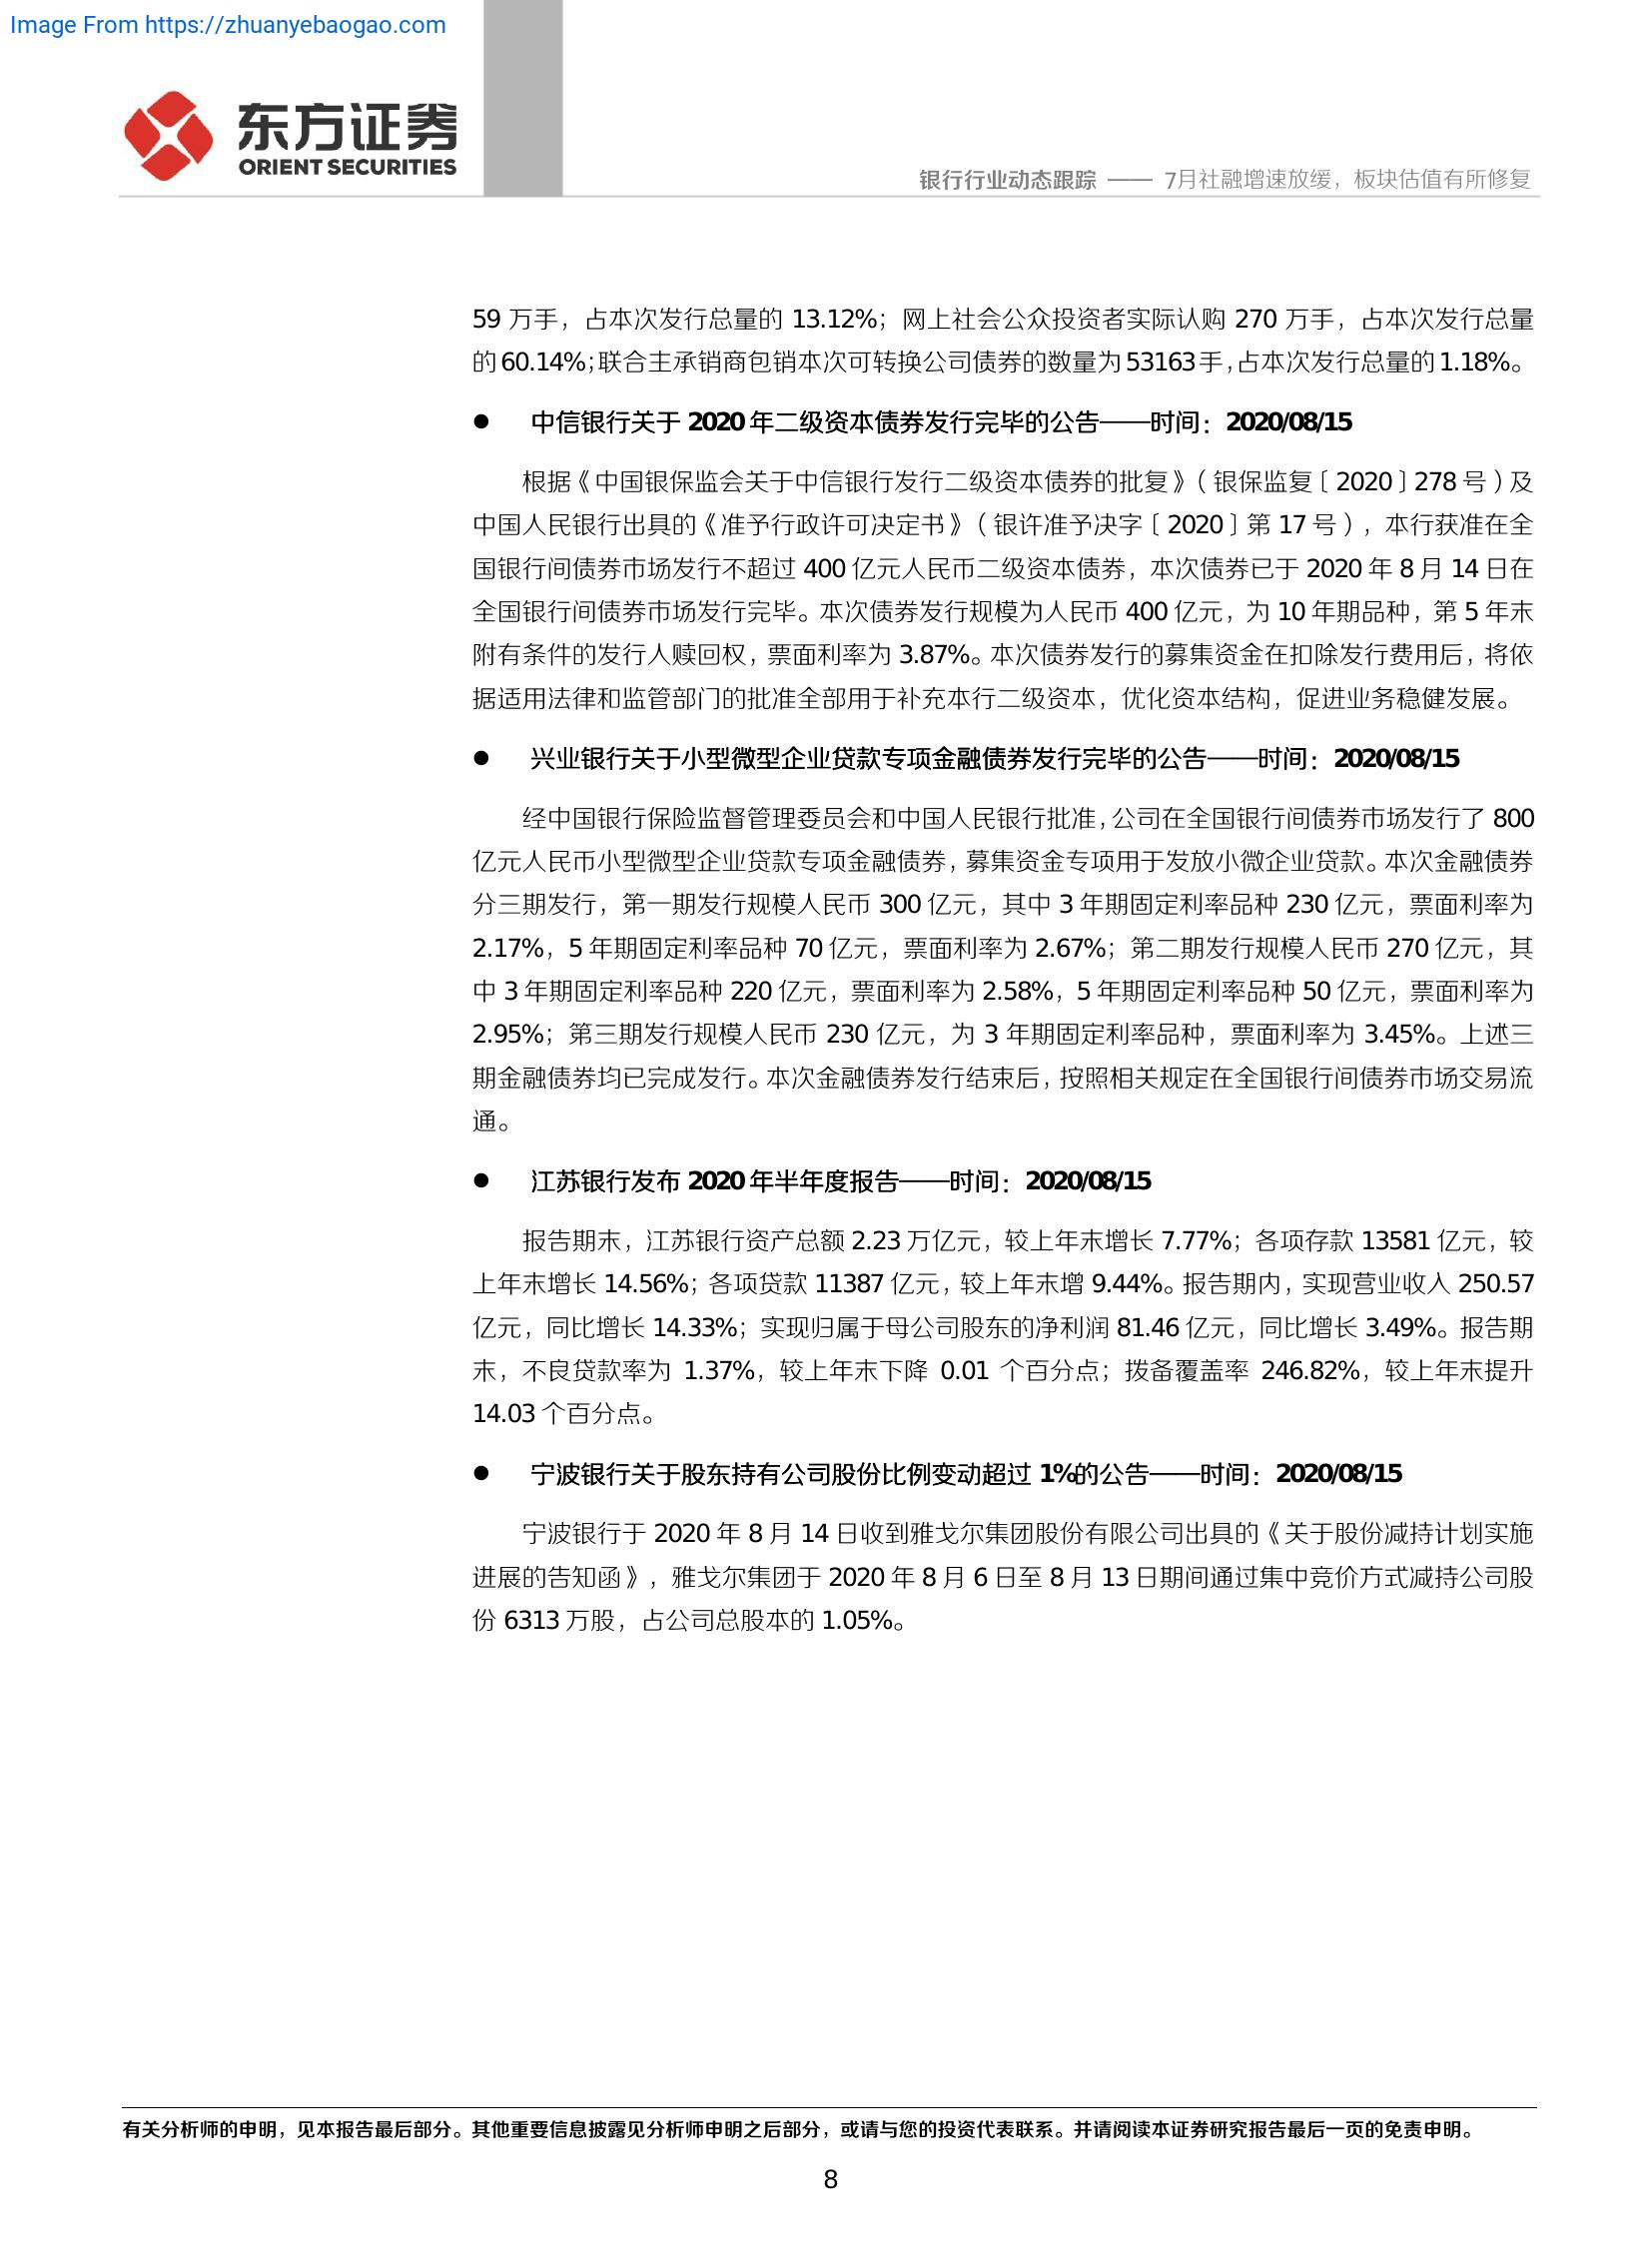 Image From https://zhuanyebaogao.com
东方证券
ORIENT SECURITIES
银行行业动态跟踪 —— 7月社融增速放缓，板块估值有所修复
59 万手，占本次发行总量的 13.12%；网上社会公众投资者实际认购 270 万手，占本次发行总量
的 60.14%；联合主承销商包销本次可转换公司债券的数量为 53163 手，占本次发行总量的 1.18%。
● 中信银行关于 2020 年二级资本债券发行完毕的公告——时间：2020/08/15
根据《中国银保监会关于中信银行发行二级资本债券的批复》（银保监复〔2020〕278 号）及
中国人民银行出具的《准予行政许可决定书》（银许准予决字〔2020〕第 17 号），本行获准在全
国银行间债券市场发行不超过 400 亿元人民币二级资本债券，本次债券已于 2020 年 8 月 14 日在
全国银行间债券市场发行完毕。本次债券发行规模为人民币 400 亿元，为 10 年期品种，第 5 年末
附有条件的发行人赎回权，票面利率为 3.87%。本次债券发行的募集资金在扣除发行费用后，将依
据适用法律和监管部门的批准全部用于补充本行二级资本，优化资本结构，促进业务稳健发展。
● 兴业银行关于小型微型企业贷款专项金融债券发行完毕的公告——时间：2020/08/15
经中国银行保险监督管理委员会和中国人民银行批准，公司在全国银行间债券市场发行了 800
亿元人民币小型微型企业贷款专项金融债券，募集资金专项用于发放小微企业贷款。本次金融债券
分三期发行，第一期发行规模人民币 300 亿元，其中 3 年期固定利率品种 230 亿元，票面利率为
2.17%，5 年期固定利率品种 70 亿元，票面利率为 2.67%；第二期发行规模人民币 270 亿元，其
中 3 年期固定利率品种 220 亿元，票面利率为 2.58%，5 年期固定利率品种 50 亿元，票面利率为
2.95%；第三期发行规模人民币 230 亿元，为 3 年期固定利率品种，票面利率为 3.45%。上述三
期金融债券均已完成发行。本次金融债券发行结束后，按照相关规定在全国银行间债券市场交易流
通。
● 江苏银行发布 2020 年半年度报告——时间：2020/08/15
报告期末，江苏银行资产总额 2.23 万亿元，较上年末增长 7.77%；各项存款 13581 亿元，较
上年末增长 14.56%；各项贷款 11387 亿元，较上年末增 9.44%。报告期内，实现营业收入 250.57
亿元，同比增长 14.33%；实现归属于母公司股东的净利润 81.46 亿元，同比增长 3.49%。报告期
末，不良贷款率为 1.37%，较上年末下降 0.01 个百分点；拨备覆盖率 246.82%，较上年末提升
14.03 个百分点。
● 宁波银行关于股东持有公司股份比例变动超过 1%的公告——时间：2020/08/15
宁波银行于 2020 年 8 月 14 日收到雅戈尔集团股份有限公司出具的《关于股份减持计划实施
进展的告知函》，雅戈尔集团于 2020 年 8 月 6 日至 8 月 13 日期间通过集中竞价方式减持公司股
份 6313 万股，占公司总股本的 1.05%。
有关分析师的申明，见本报告最后部分。其他重要信息披露见分析师申明之后部分，或请与您的投资代表联系。并请阅读本证券研究报告最后一页的免责申明。
8